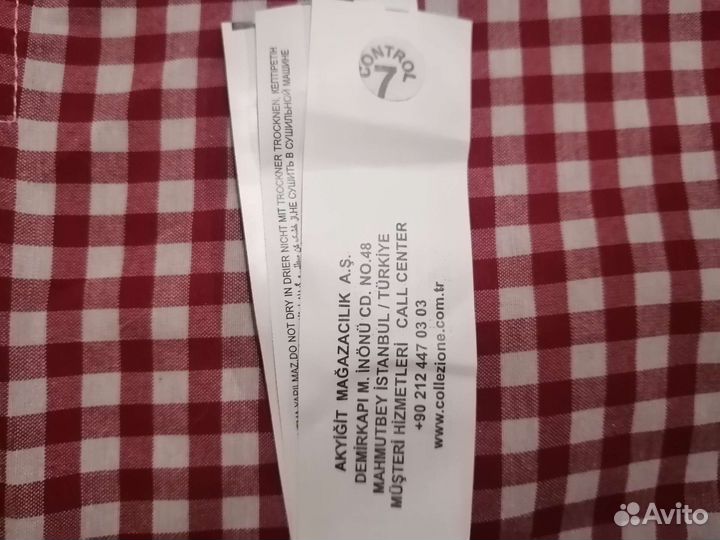 CONTROL
7
AKYİĞİT MAĞAZACILIK A.Ş.
DEMİRKAPI M. İNÖNÜ CD. NO.48
MAHMUTBEY İSTANBUL / TÜRKİYE
MÜŞTERİ HİZMETLERİ CALL CENTER
+90 212 447 03 03
www.collezione.com.tr
YAPILMAZ.DO NOT DRY IN DRIER NICHT MIT TROCKNER TROCKNEN, КЕПТІРЕТІН
НЕ СУШИТЬ В СУШИЛЬНОЙ МАШИНЕ
Avito